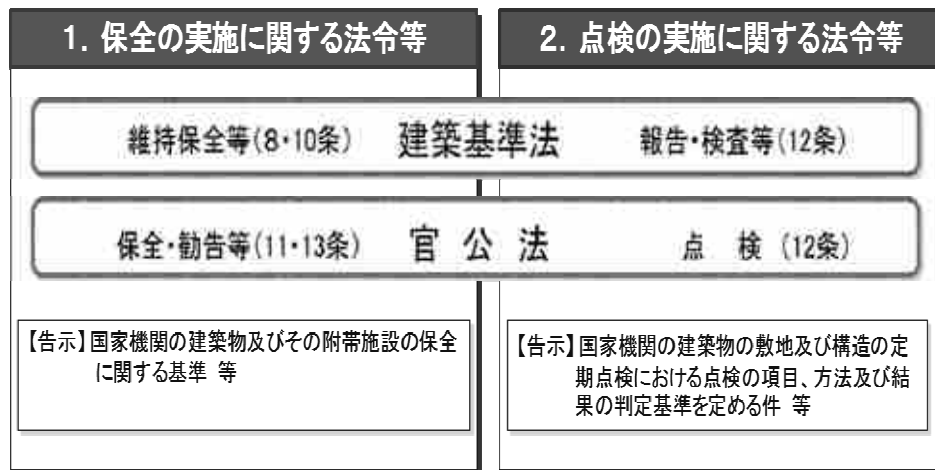 1. 保全の実施に関する法令等
2. 点検の実施に関する法令等
維持保全等(8・10条) 建築基準法 報告・検査等(12条)
保全・勧告等(11・13条) 官公法 点検(12条)
【告示】国家機関の建築物及びその附帯施設の保全
に関する基準 等
【告示】国家機関の建築物の敷地及び構造の定
期点検における点検の項目、方法及び結
果の判定基準を定める件 等